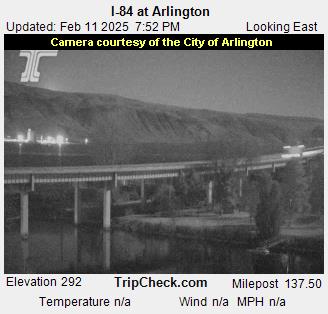 I-84 at Arlington
Updated: Feb 11 2025 7:52 PM Looking East
Camera courtesy of the City of Arlington
Elevation 292 TripCheck.com Milepost 137.50
Temperature n/a Wind n/a MPH n/a